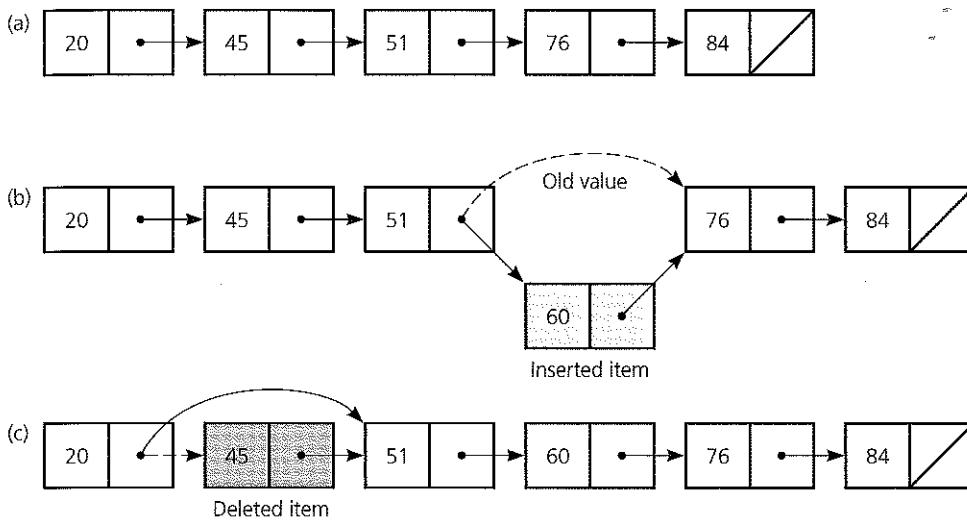 (a) 20 45 51 76 84
Old value
(b) 20 45 51 76 84
60
Inserted item
(c) 20 45 51 60 76 84
Deleted item